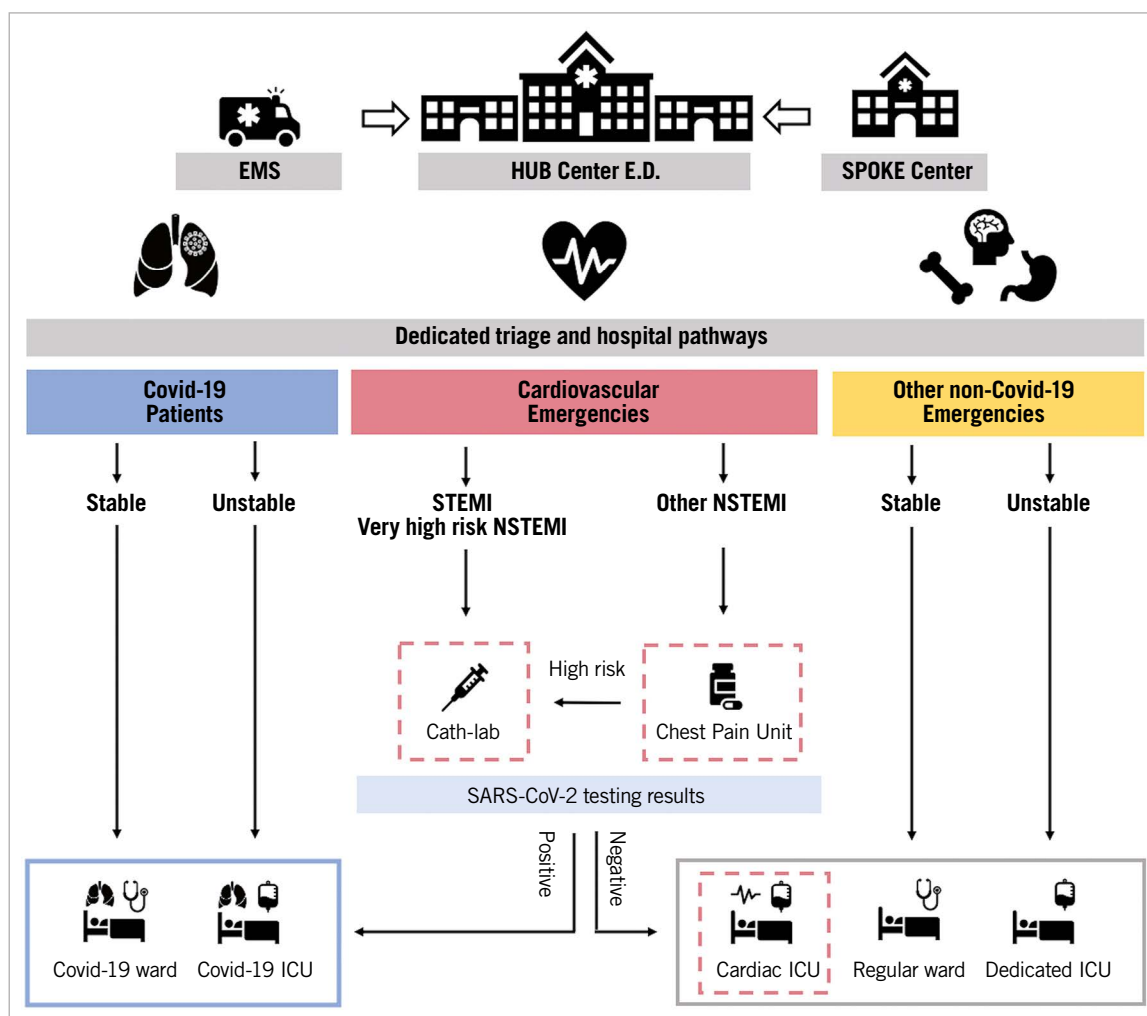 EMS
HUB Center E.D.
SPOKE Center
Dedicated triage and hospital pathways
Covid-19
Patients
Cardiovascular
Emergencies
Other non-Covid-19
Emergencies
Stable
Unstable
STEMI
Very high risk NSTEMI
Other NSTEMI
Stable
Unstable
High risk
Cath-lab
Chest Pain Unit
SARS-CoV-2 testing results
Positive
Negative
Covid-19 ward
Covid-19 ICU
Cardiac ICU
Regular ward
Dedicated ICU